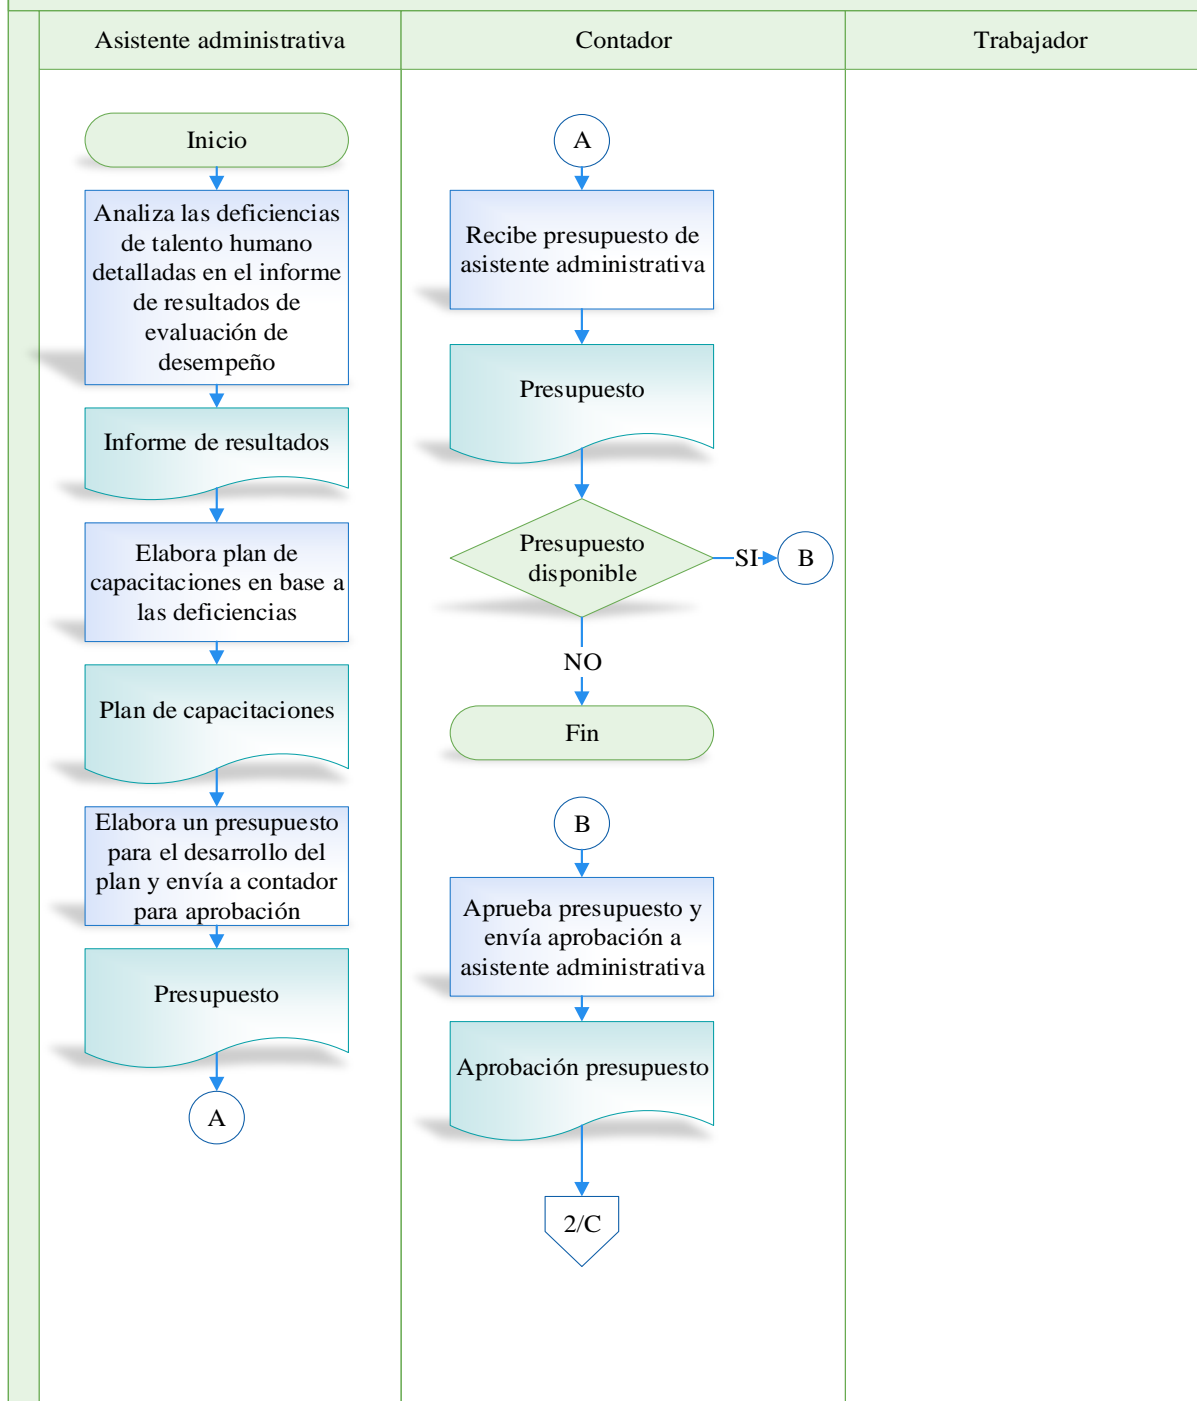 Asistente administrativa
Contador
Trabajador
Inicio
Analiza las deficiencias
de talento humano
detalladas en el informe
de resultados de
evaluación de
desempeño
Informe de resultados
Elabora plan de
capacitaciones en base a
las deficiencias
Plan de capacitaciones
Elabora un presupuesto
para el desarrollo del
plan y envía a contador
para aprobación
Presupuesto
A
A
Recibe presupuesto de
asistente administrativa
Presupuesto
Presupuesto
disponible
SI
B
NO
Fin
B
Aprueba presupuesto y
envía aprobación a
asistente administrativa
Aprobación presupuesto
2/C